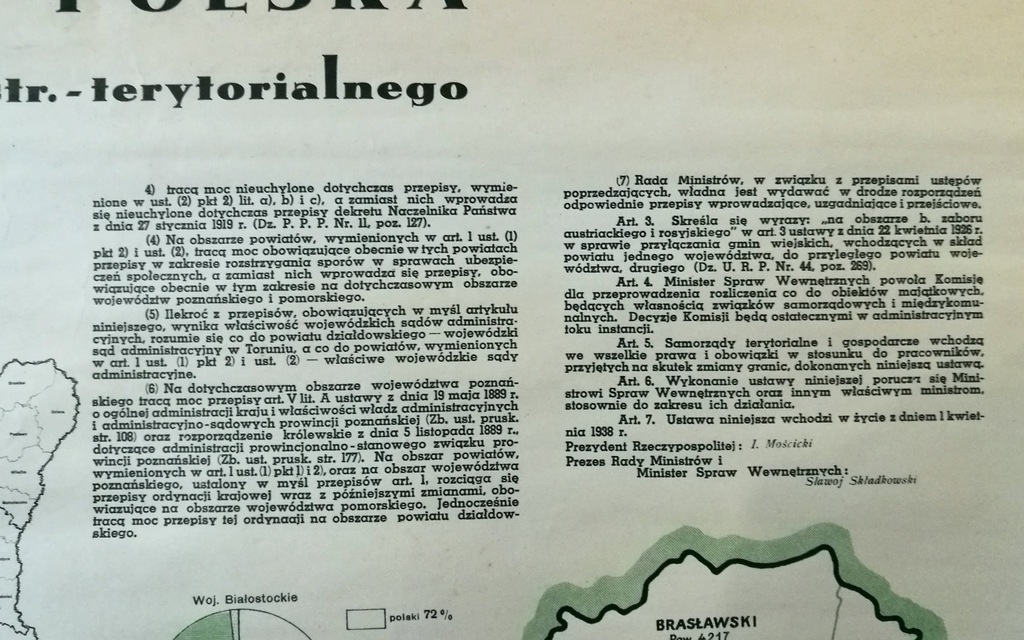 POLSKA
str.-terytorialnego
4) tracą moc nieuchylone dotychczas przepisy, wymie-
nione w ust. (2) pkt 2) lit. a), b) i c), a zamiast nich wprowadza
się nieuchylone dotychczas przepisy dekretu Naczelnika Państwa
z dnia 27 stycznia 1919 r. (Dz. P. P. P. Nr. 11, poz. 127).
(4) Na obszarze powiatów, wymienionych w art. 1 ust. (1)
pkt 2) i ust. (2), tracą moc obowiązujące obecnie w tych powiatach
przepisy w zakresie rozstrzygania sporów w sprawach ubezpie-
czeń społecznych, a zamiast nich wprowadza się przepisy, obo-
wiązujące obecnie w tym zakresie na dotychczasowym obszarze
województw poznańskiego i pomorskiego.
(5) Ilekroć z przepisów, obowiązujących w myśl artykułu
niniejszego, wynika właściwość wojewódzkich sądów administra-
cyjnych, rozumie się co do powiatu działdowskiego — wojewódzki
sąd administracyjny w Toruniu, a co do powiatów, wymienionych
w art. 1 ust. (1) pkt 2) i ust. (2) — właściwe wojewódzkie sądy
administracyjne.
(6) Na dotychczasowym obszarze województwa poznań-
skiego tracą moc przepisy art. V lit. A ustawy z dnia 19 maja 1889 r.
o ogólnej administracji kraju i właściwości władz administracyjnych
i administracyjno-sądowych prowincji poznańskiej (Zb. ust. prusk.
str. 108) oraz rozporządzenie królewskie z dnia 5 listopada 1889 r.,
dotyczące administracji prowincjonalno-stanowego związku pro-
wincji poznańskiej (Zb. ust. prusk. str. 177). Na obszar powiatów,
wymienionych w art. 1 ust. (1) pkt 1) i 2), oraz na obszar województwa
poznańskiego, ustalony w myśl przepisów art. 1, rozciąga się
przepisy ordynacji krajowej wraz z późniejszymi zmianami, obo-
wiązujące na obszarze województwa pomorskiego. Jednocześnie
tracą moc przepisy tej ordynaąji na obszarze powiatu działdow-
skiego.
(7) Rada Ministrów, w związku z przepisami ustępów
poprzedzających, władna jest wydawać w drodze rozporządzeń
odpowiednie przepisy wprowadzające, uzgadniające i przejściowe.
Art. 3. Skreśla się wyrazy: „na obszarze b. zaboru
austriackiego i rosyjskiego" w art. 3 ustawy z dnia 22 kwietnia 1926 r.
w sprawie przyłączania gmin wiejskich, wchodzących w skład
powiatu jednego województwa, do przyległego powiatu woje-
wództwa, drugiego (Dz. U. R. P. Nr. 44, poz. 269).
Art. 4. Minister Spraw Wewnętrznych powoła Komisję
dla przeprowadzenia rozliczenia co do obiektów majątkowych,
będących własnością związków samorządowych i międzykomu-
nalnych. Decyzje Komisji będą ostatecznymi w administracyjnym
toku instancji.
Art. 5. Samorządy terytorialne i gospodarcze wchodzą
we wszelkie prawa i obowiązki w stosunku do pracowników,
przyjętych na skutek zmiany granic, dokonanych niniejszą ustawą.
Art. 6. Wykonanie ustawy niniejszej porucza się Mini-
strowi Spraw Wewnętrznych oraz innym właściwym ministrom,
stosownie do zakresu ich działania.
Art. 7. Ustawa niniejsza wchodzi w życie z dniem 1 kwiet-
nia 1938 r.
Prezydent Rzeczypospolitej: I. Mościcki
Prezes Rady Ministrów i
Minister Spraw Wewnętrznych:
Sławoj Składkowski
Woj. Białostockie
polski 72%
BRASŁAWSKI
Pow. 4217